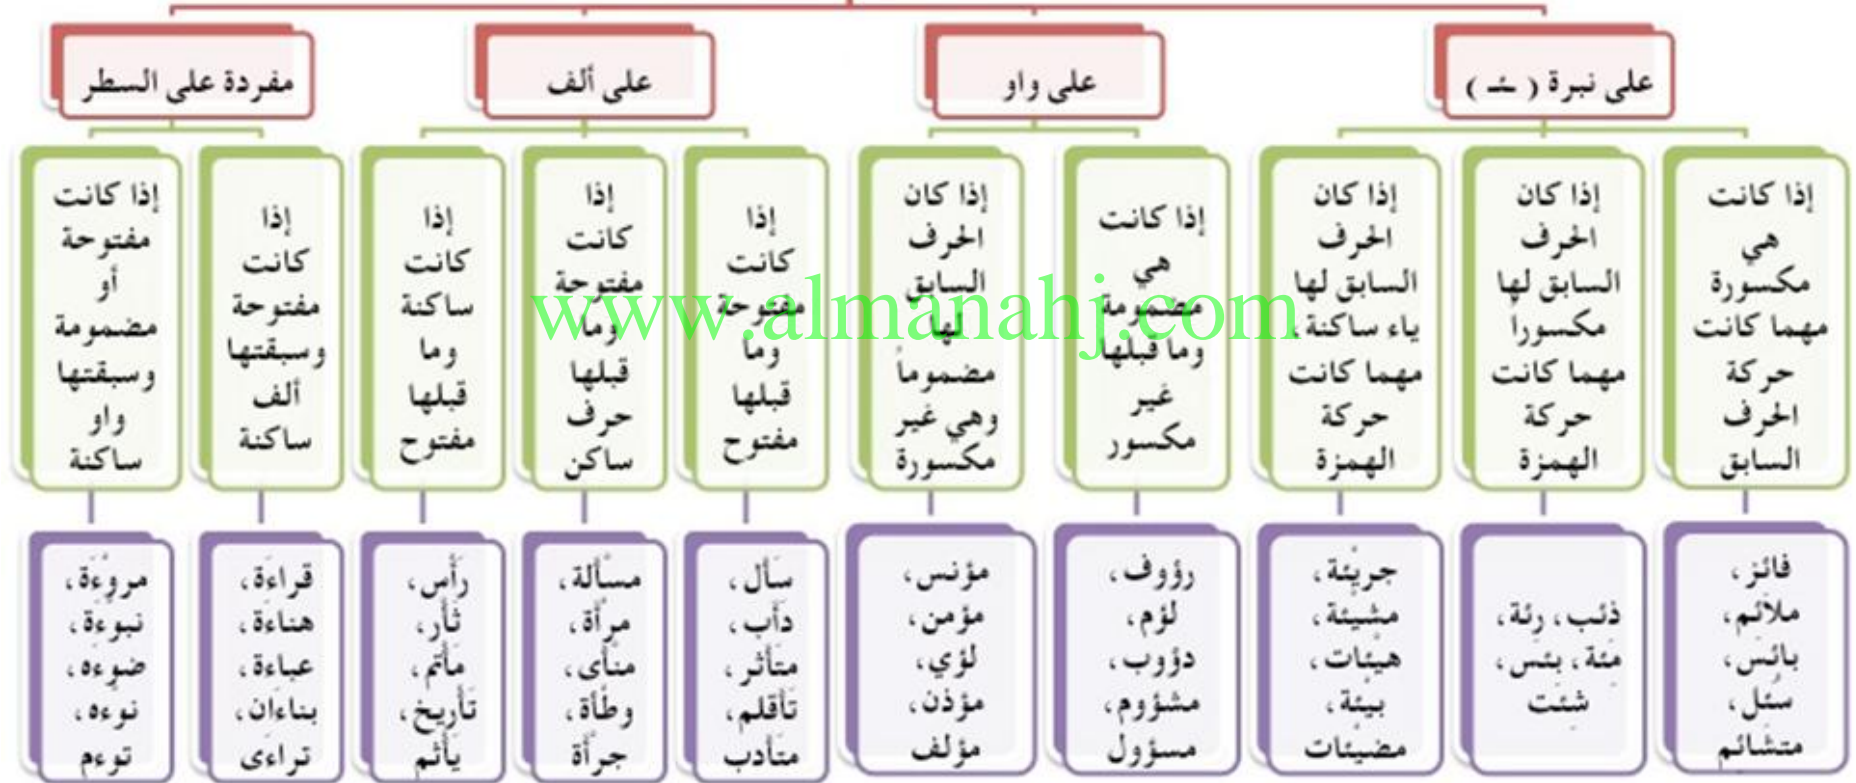 على نبرة ( ـئـ )
على واو
على ألف
مفردة على السطر
إذا كانت
هي
مكسورة
مهما كانت
حركة
الحرف
السابق
إذا كان
الحرف
السابق لها
مكسوراً
مهما كانت
حركة
الهمزة
إذا كان
الحرف
السابق لها
ياء ساكنة،
مهما كانت
حركة
الهمزة
إذا كانت
هي
مضمومة
وما قبلها
غير
مكسور
إذا كان
الحرف
السابق
لها
مضموماً
وهي غير
مكسورة
إذا
كانت
مفتوحة
وما
قبلها
مفتوح
إذا
كانت
مفتوحة
وما
قبلها
حرف
ساكن
إذا
كانت
ساكنة
وما
قبلها
مفتوح
إذا
كانت
مفتوحة
وسبقتها
ألف
ساكنة
إذا كانت
مفتوحة
أو
مضمومة
وسبقتها
واو
ساكنة
www.almanahj.com
فائز،
ملائم،
بائس،
سئل،
متشائم
ذئب، رئة،
مئة، بئس،
شئت
جريئة،
مشيئة،
هيئات،
بيئة،
مضيئات
رؤوف،
لؤم،
دؤوب،
مشؤوم،
مسؤول
مؤنس،
مؤمن،
لؤي،
مؤذن،
مؤلف
سأل،
دأب،
متأثر،
تأقلم،
متأدب
مسألة،
مرأة،
منأى،
وطأة،
جرأة
رأس،
ثأر،
مأتم،
تأريخ،
يأثم
قراءة،
هناءة،
عباءة،
بناءان،
تراءى
مروءة،
نبوءة،
ضوءه،
نوءه،
توءم